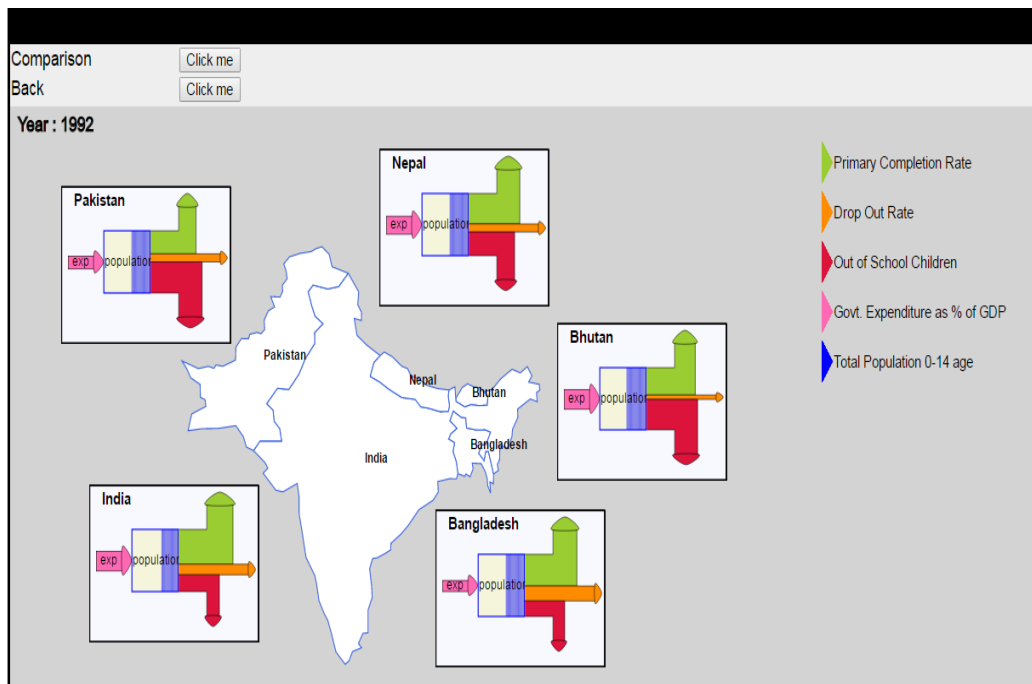 Comparison Click me
Back Click me
Year : 1992
Nepal
exp population
Pakistan
exp population
Primary Completion Rate
Drop Out Rate
Out of School Children
Govt. Expenditure as % of GDP
Total Population 0-14 age
Bhutan
exp population
Pakistan
Nepal
Bhutan
Bangladesh
India
India
exp population
Bangladesh
exp population